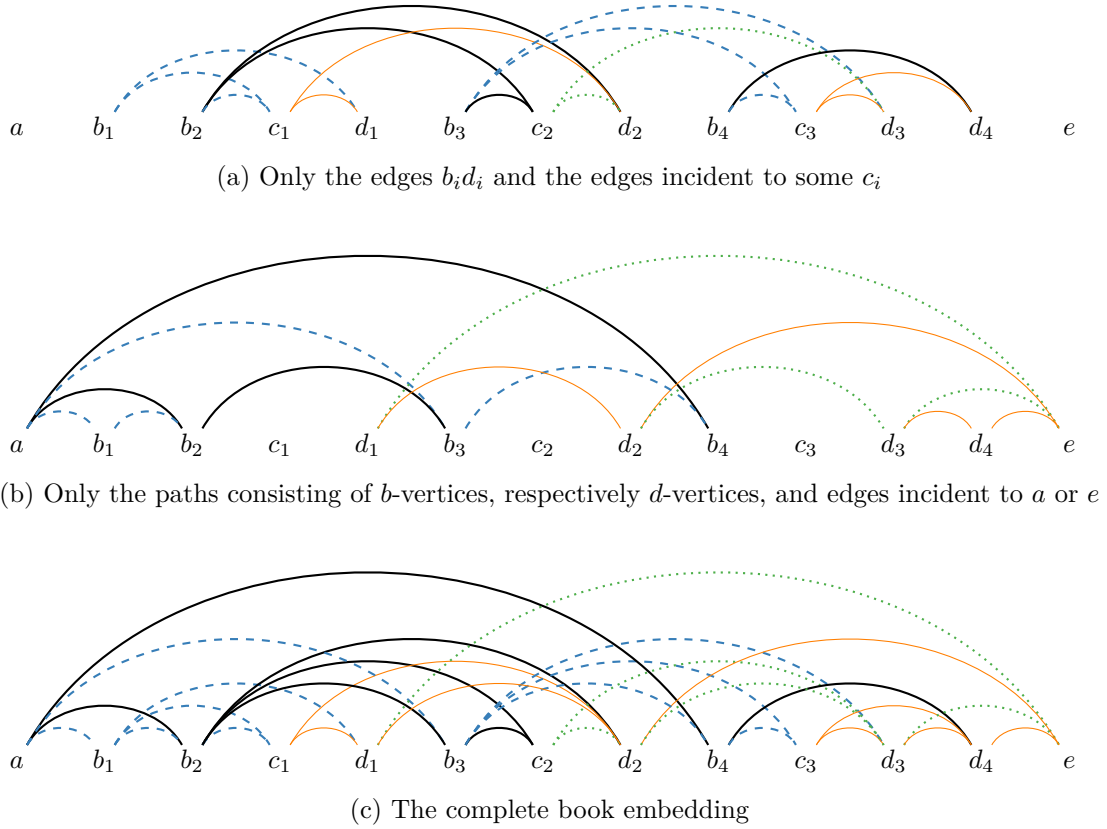 a b₁ b₂ c₁ d₁ b₃ c₂ d₂ b₄ c₃ d₃ d₄ e
(a) Only the edges bᵢdᵢ and the edges incident to some cᵢ
a b₁ b₂ c₁ d₁ b₃ c₂ d₂ b₄ c₃ d₃ d₄ e
(b) Only the paths consisting of b-vertices, respectively d-vertices, and edges incident to a or e
a b₁ b₂ c₁ d₁ b₃ c₂ d₂ b₄ c₃ d₃ d₄ e
(c) The complete book embedding